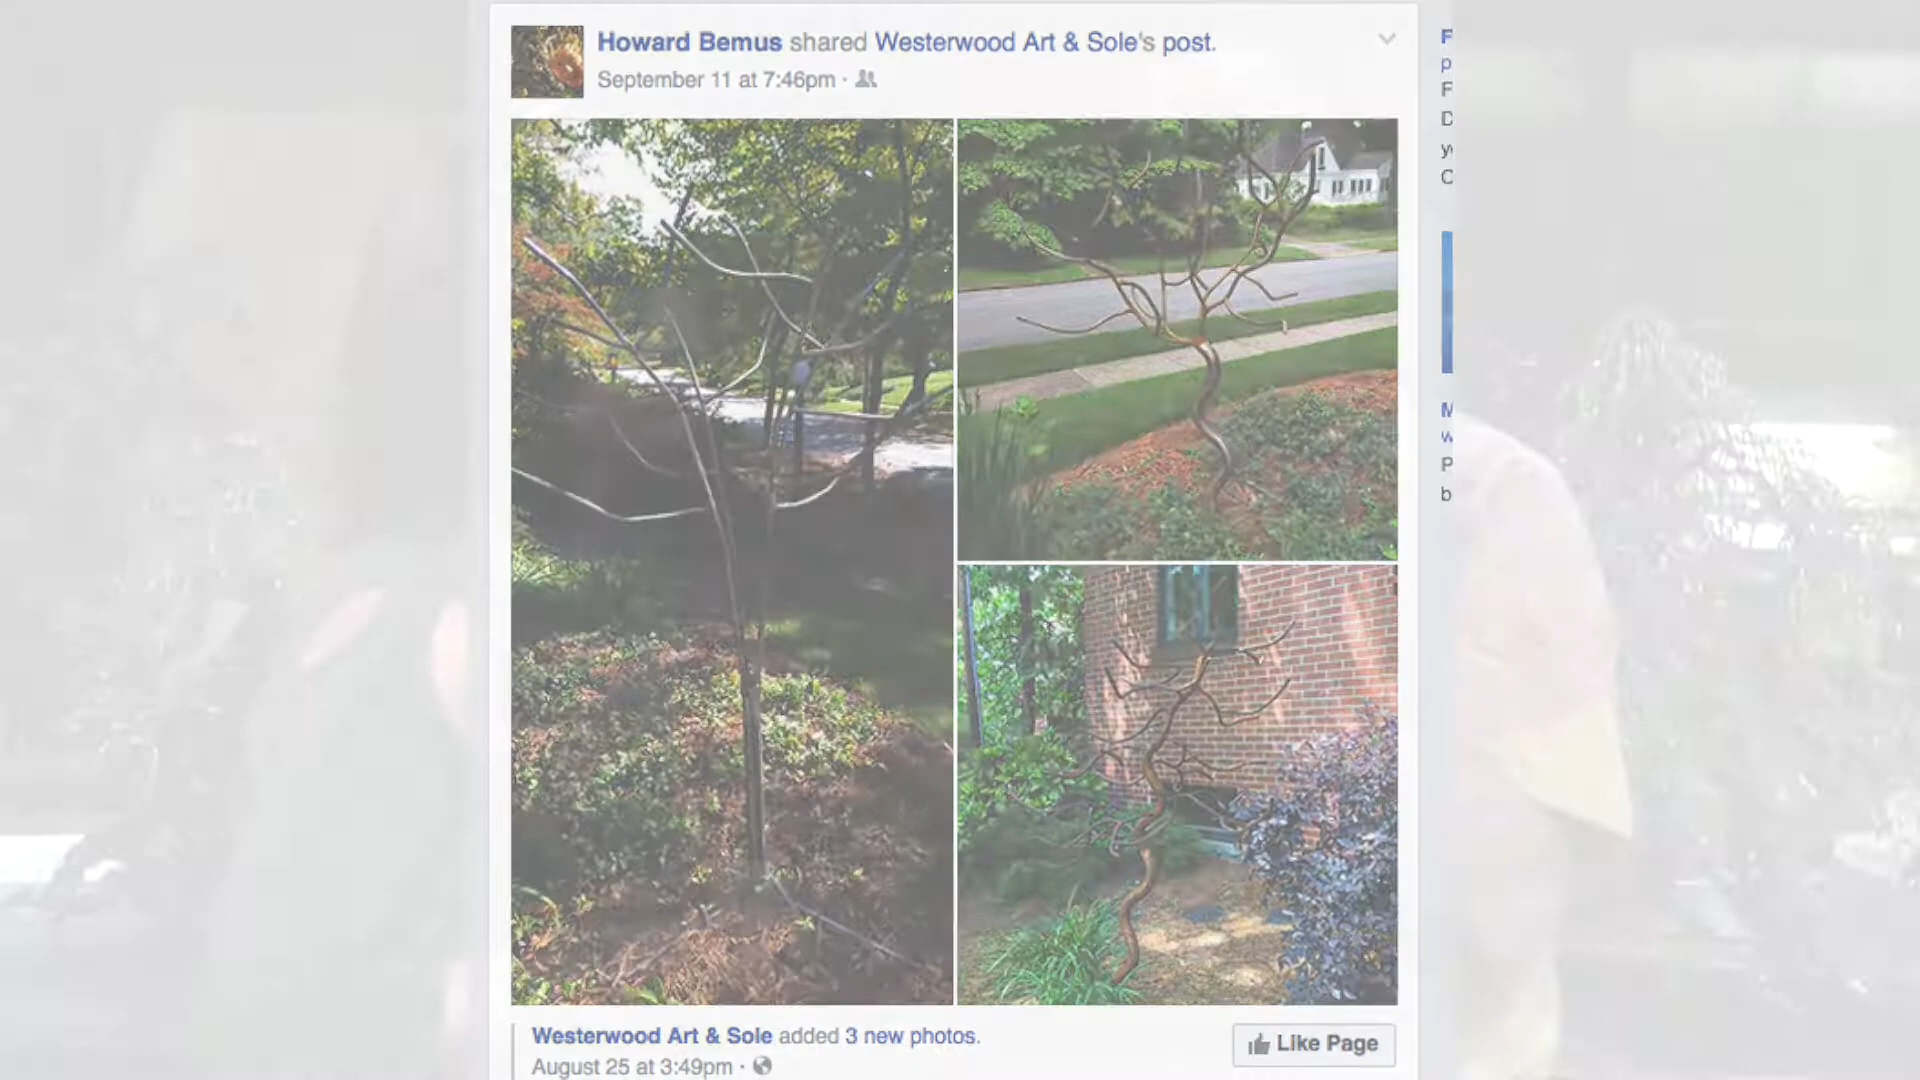 Howard Bemus shared Westerwood Art & Sole's post.
September 11 at 7:46pm ·
Westerwood Art & Sole added 3 new photos.
August 25 at 3:49pm ·
Like Page